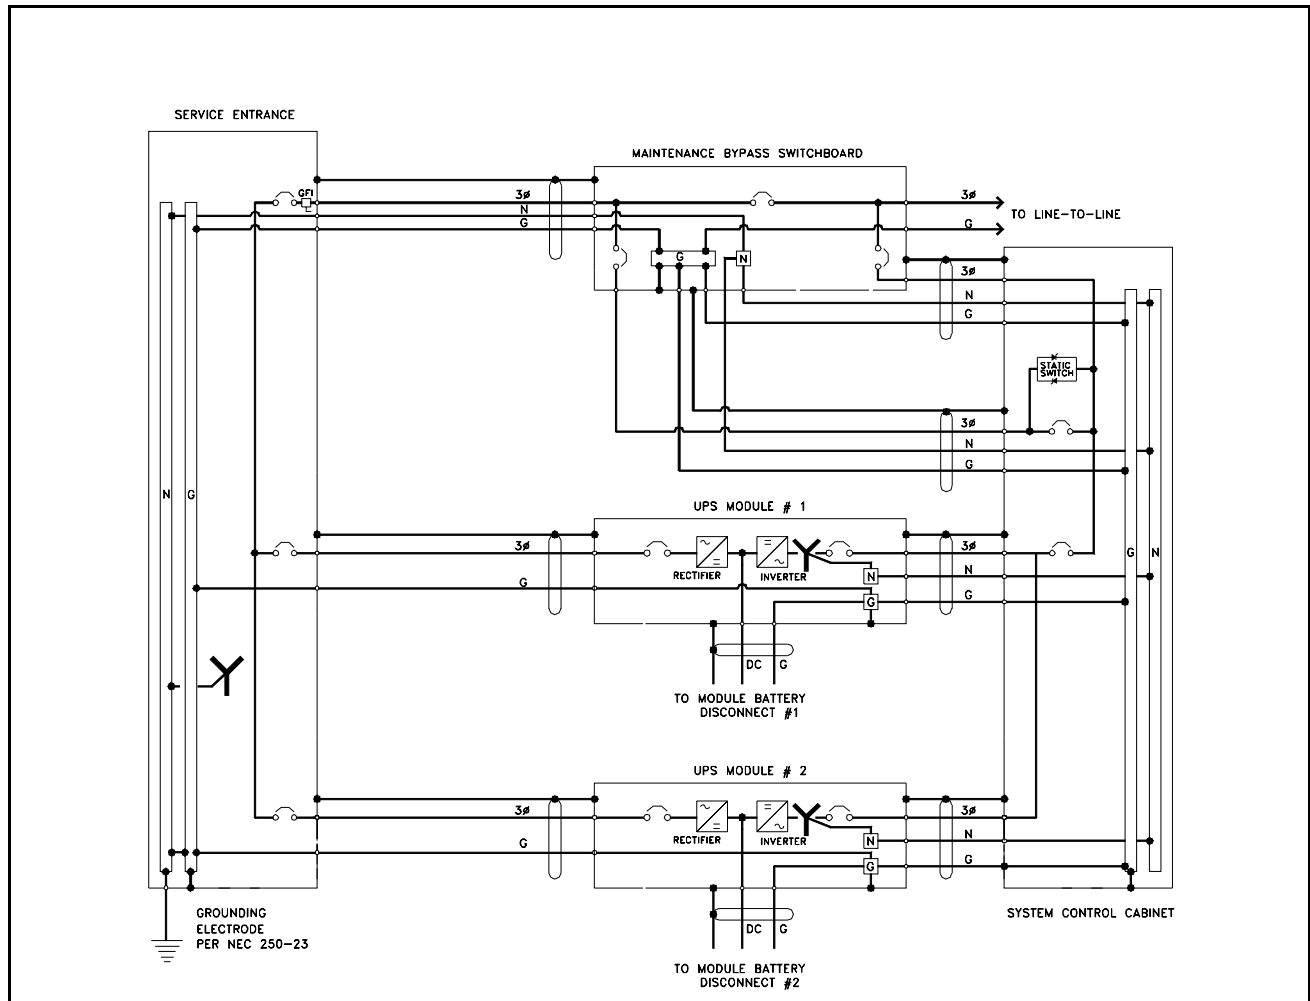 SERVICE ENTRANCE
MAINTENANCE BYPASS SWITCHBOARD
GFI
3ø
3ø
N
TO LINE-TO-LINE
G
G
G
N
3ø
N
G
STATIC
SWITCH
3ø
N
G
N
G
UPS MODULE # 1
3ø
3ø
G
N
RECTIFIER
INVERTER
N
N
G
G
G
DC
G
TO MODULE BATTERY
DISCONNECT #1
UPS MODULE # 2
3ø
3ø
RECTIFIER
INVERTER
N
N
G
G
G
SYSTEM CONTROL CABINET
GROUNDING
ELECTRODE
PER NEC 250-23
DC
G
TO MODULE BATTERY
DISCONNECT #2